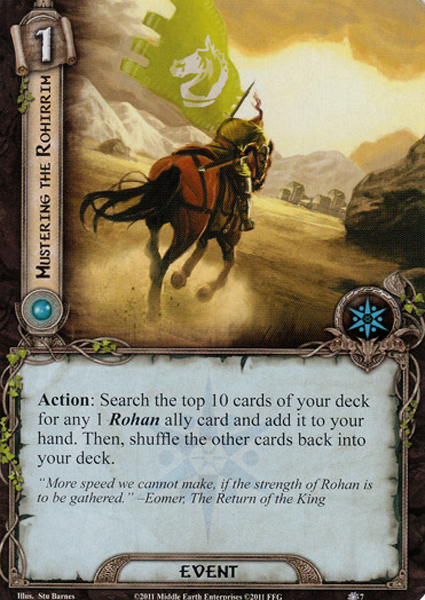 1
Mustering the Rohirrim
Action: Search the top 10 cards of your deck
for any 1 Rohan ally card and add it to your
hand. Then, shuffle the other cards back into
your deck.
“More speed we cannot make, if the strength of Rohan is
to be gathered.” –Eomer, The Return of the King
EVENT
Illus. Stu Barnes
©2011 Middle Earth Enterprises ©2011 FFG
7